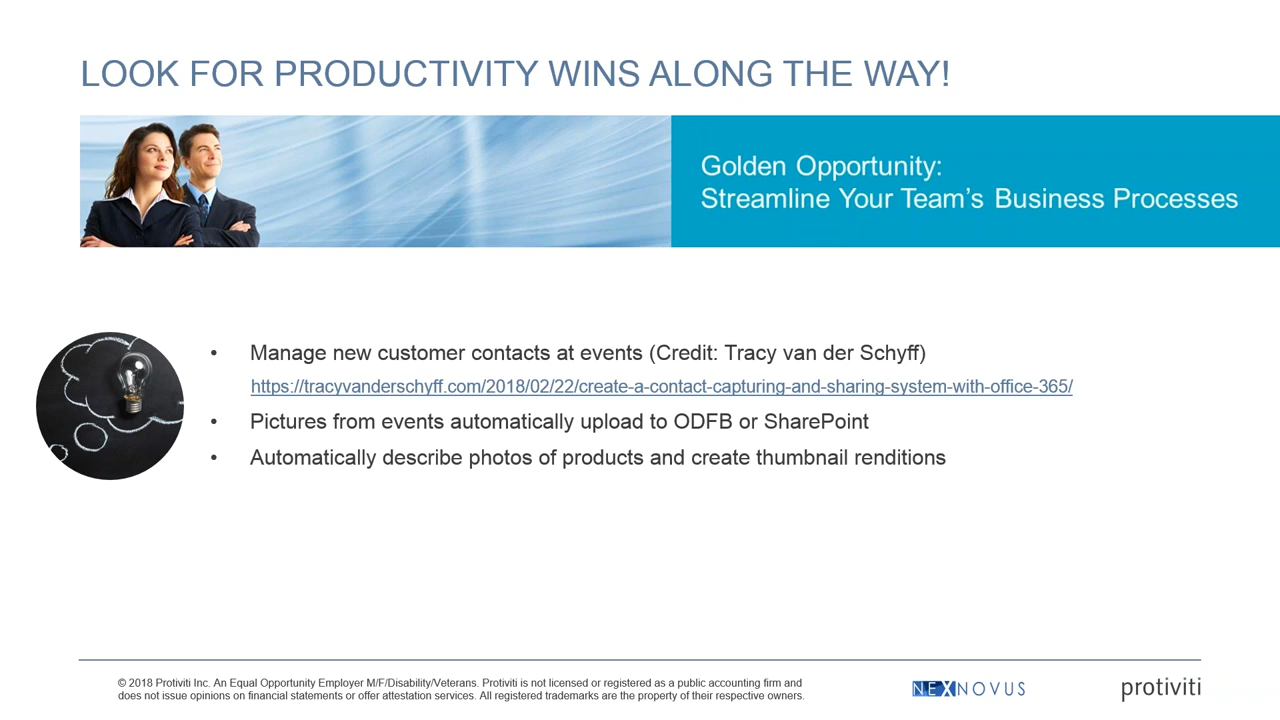 LOOK FOR PRODUCTIVITY WINS ALONG THE WAY!
Golden Opportunity:
Streamline Your Team’s Business Processes
• Manage new customer contacts at events (Credit: Tracy van der Schyff)
https://tracyvanderschyff.com/2018/02/22/create-a-contact-capturing-and-sharing-system-with-office-365/
• Pictures from events automatically upload to ODFB or SharePoint
• Automatically describe photos of products and create thumbnail renditions
© 2018 Protiviti Inc. An Equal Opportunity Employer M/F/Disability/Veterans. Protiviti is not licensed or registered as a public accounting firm and
does not issue opinions on financial statements or offer attestation services. All registered trademarks are the property of their respective owners.
NEXNOVUS
protiviti